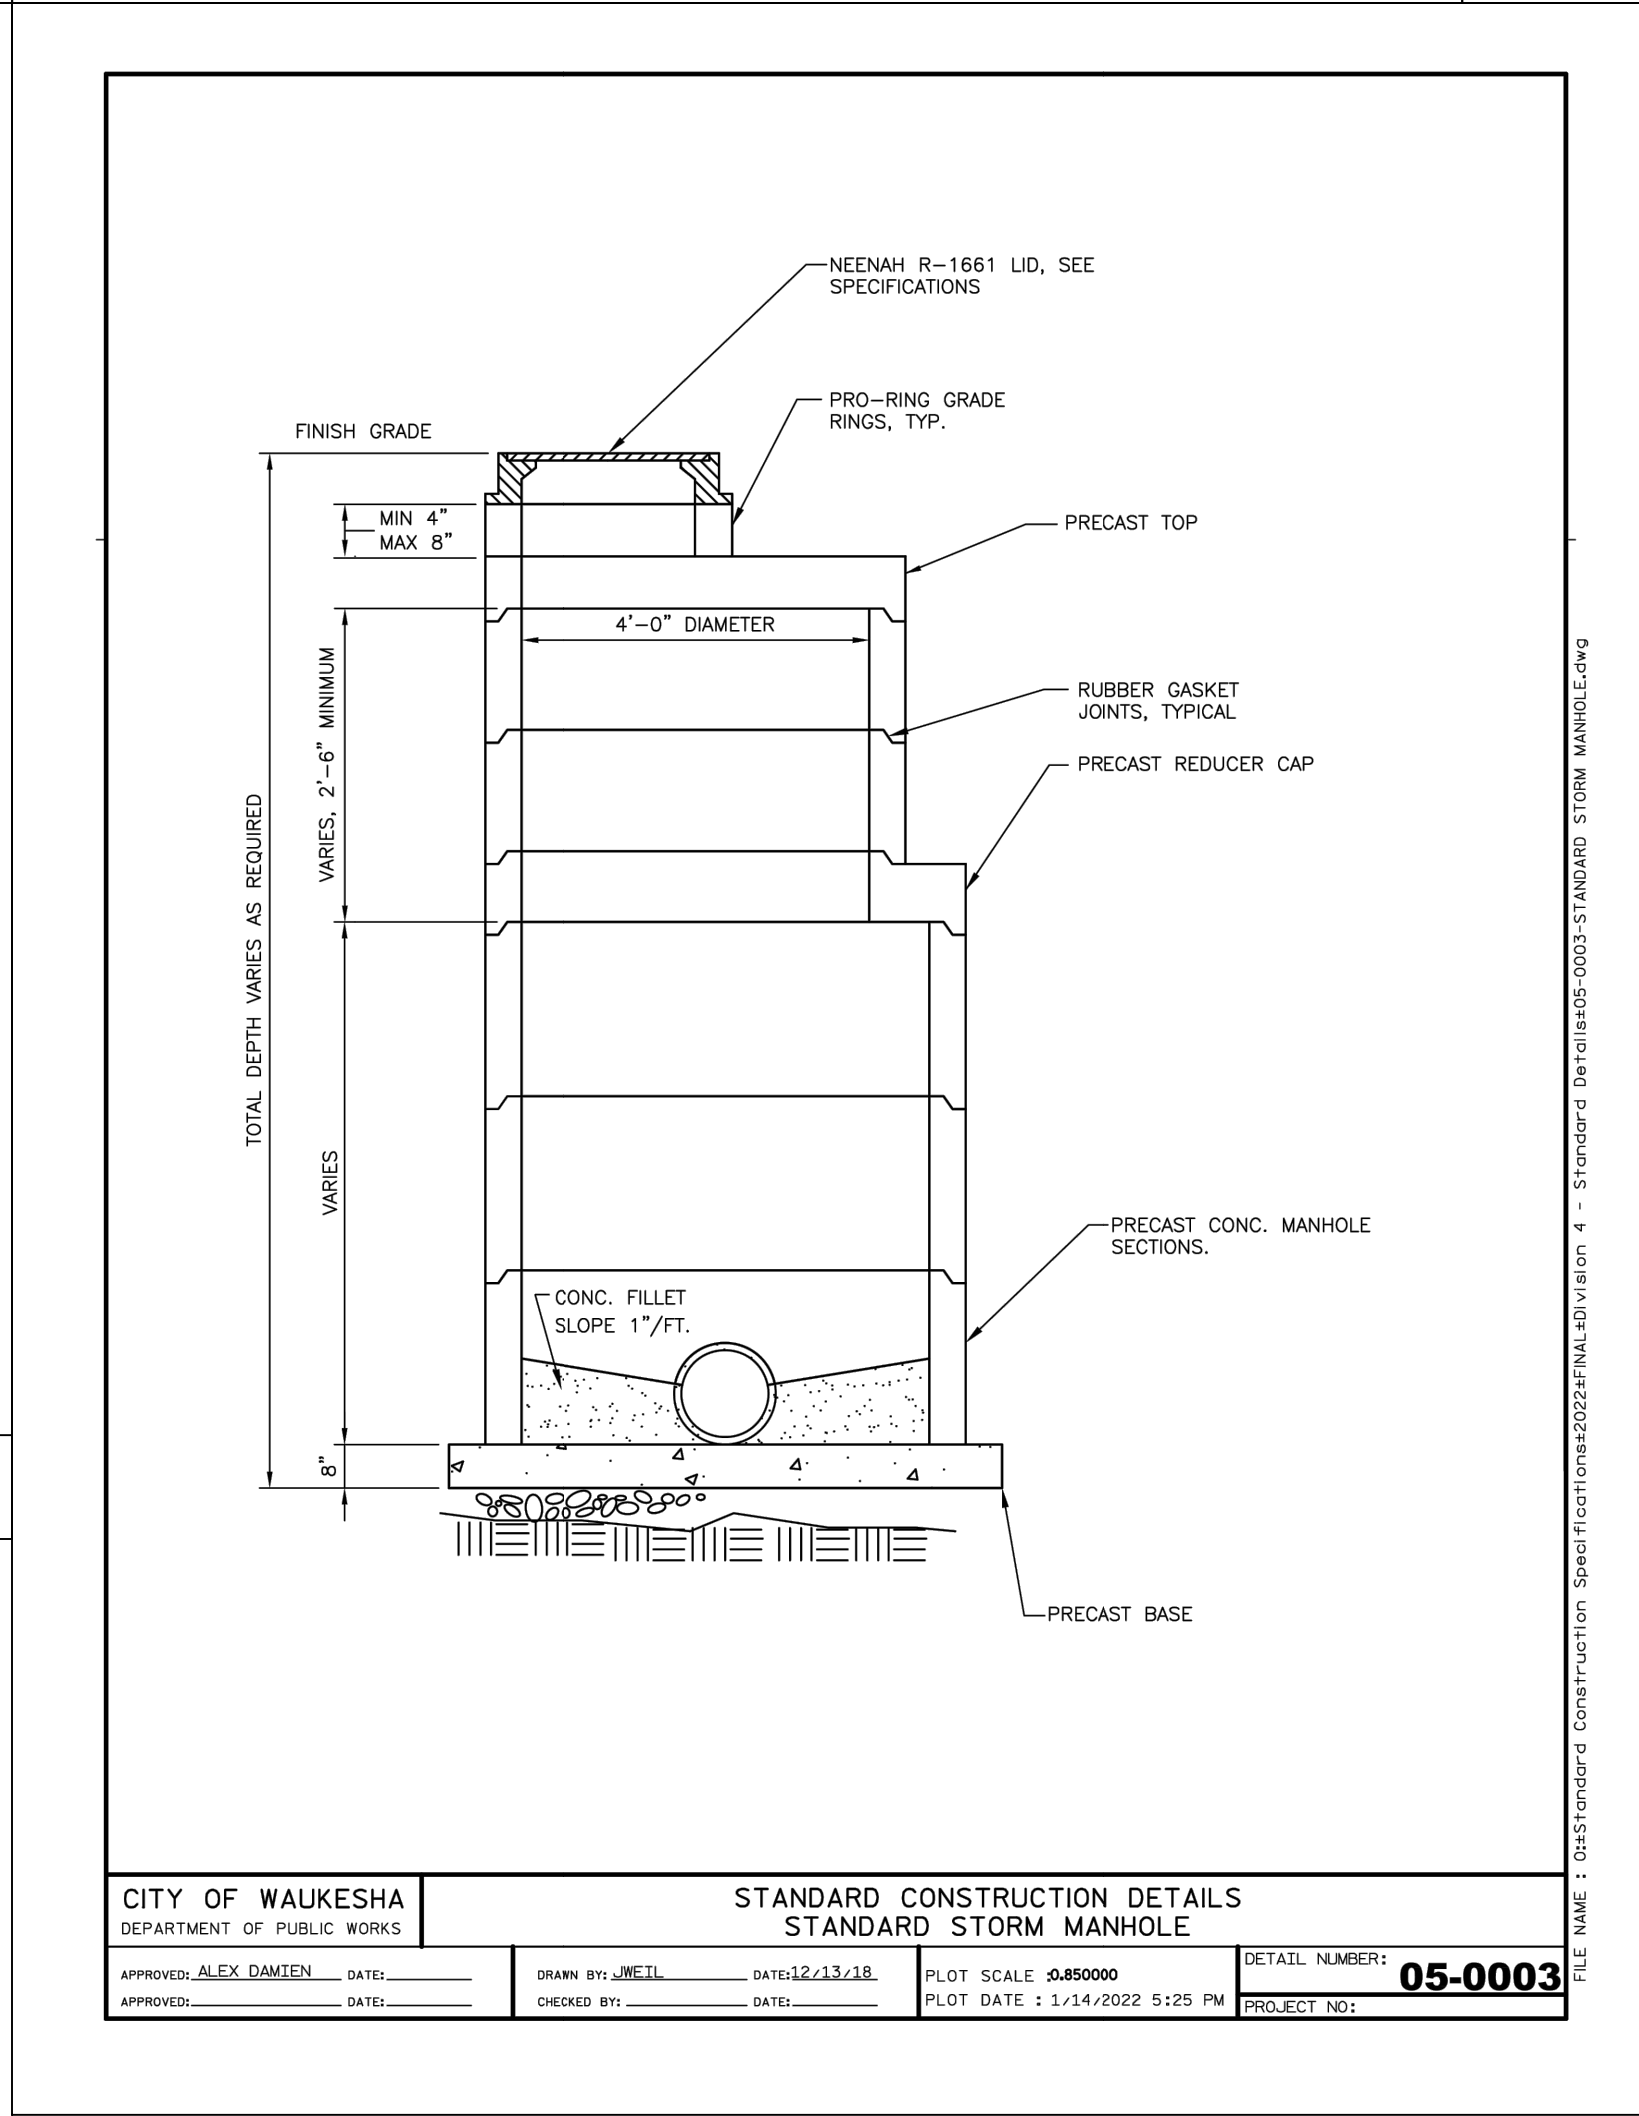 NEENAH R-1661 LID, SEE
SPECIFICATIONS
PRO-RING GRADE
RINGS, TYP.
FINISH GRADE
MIN 4"
MAX 8"
PRECAST TOP
4'-0" DIAMETER
RUBBER GASKET
JOINTS, TYPICAL
PRECAST REDUCER CAP
VARIES, 2'-6" MINIMUM
TOTAL DEPTH VARIES AS REQUIRED
VARIES
PRECAST CONC. MANHOLE
SECTIONS.
CONC. FILLET
SLOPE 1"/FT.
8"
PRECAST BASE
FILE NAME : O:±Standard Construction Specifications±2022±FINAL±Division 4 - Standard Details±05-0003-STANDARD STORM MANHOLE.dwg
CITY OF WAUKESHA
DEPARTMENT OF PUBLIC WORKS
STANDARD CONSTRUCTION DETAILS
STANDARD STORM MANHOLE
APPROVED: ALEX DAMIEN DATE:
APPROVED: DATE:
DRAWN BY: JWEIL DATE: 12/13/18
CHECKED BY: DATE:
PLOT SCALE : 0.850000
PLOT DATE : 1/14/2022 5:25 PM
DETAIL NUMBER: 05-0003
PROJECT NO: